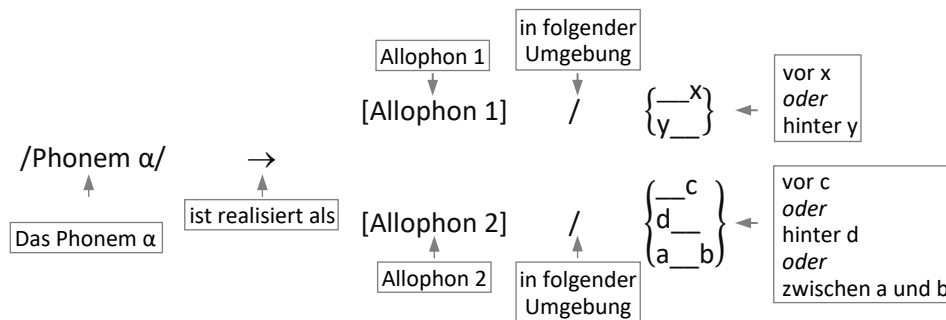 Allophon 1
in folgender
Umgebung
[Allophon 1] / {___x
y__}
vor x
oder
hinter y
/Phonem α/ →
Das Phonem α
ist realisiert als
[Allophon 2] / {__c
d__
a__b}
Allophon 2
in folgender
Umgebung
vor c
oder
hinter d
oder
zwischen a und b